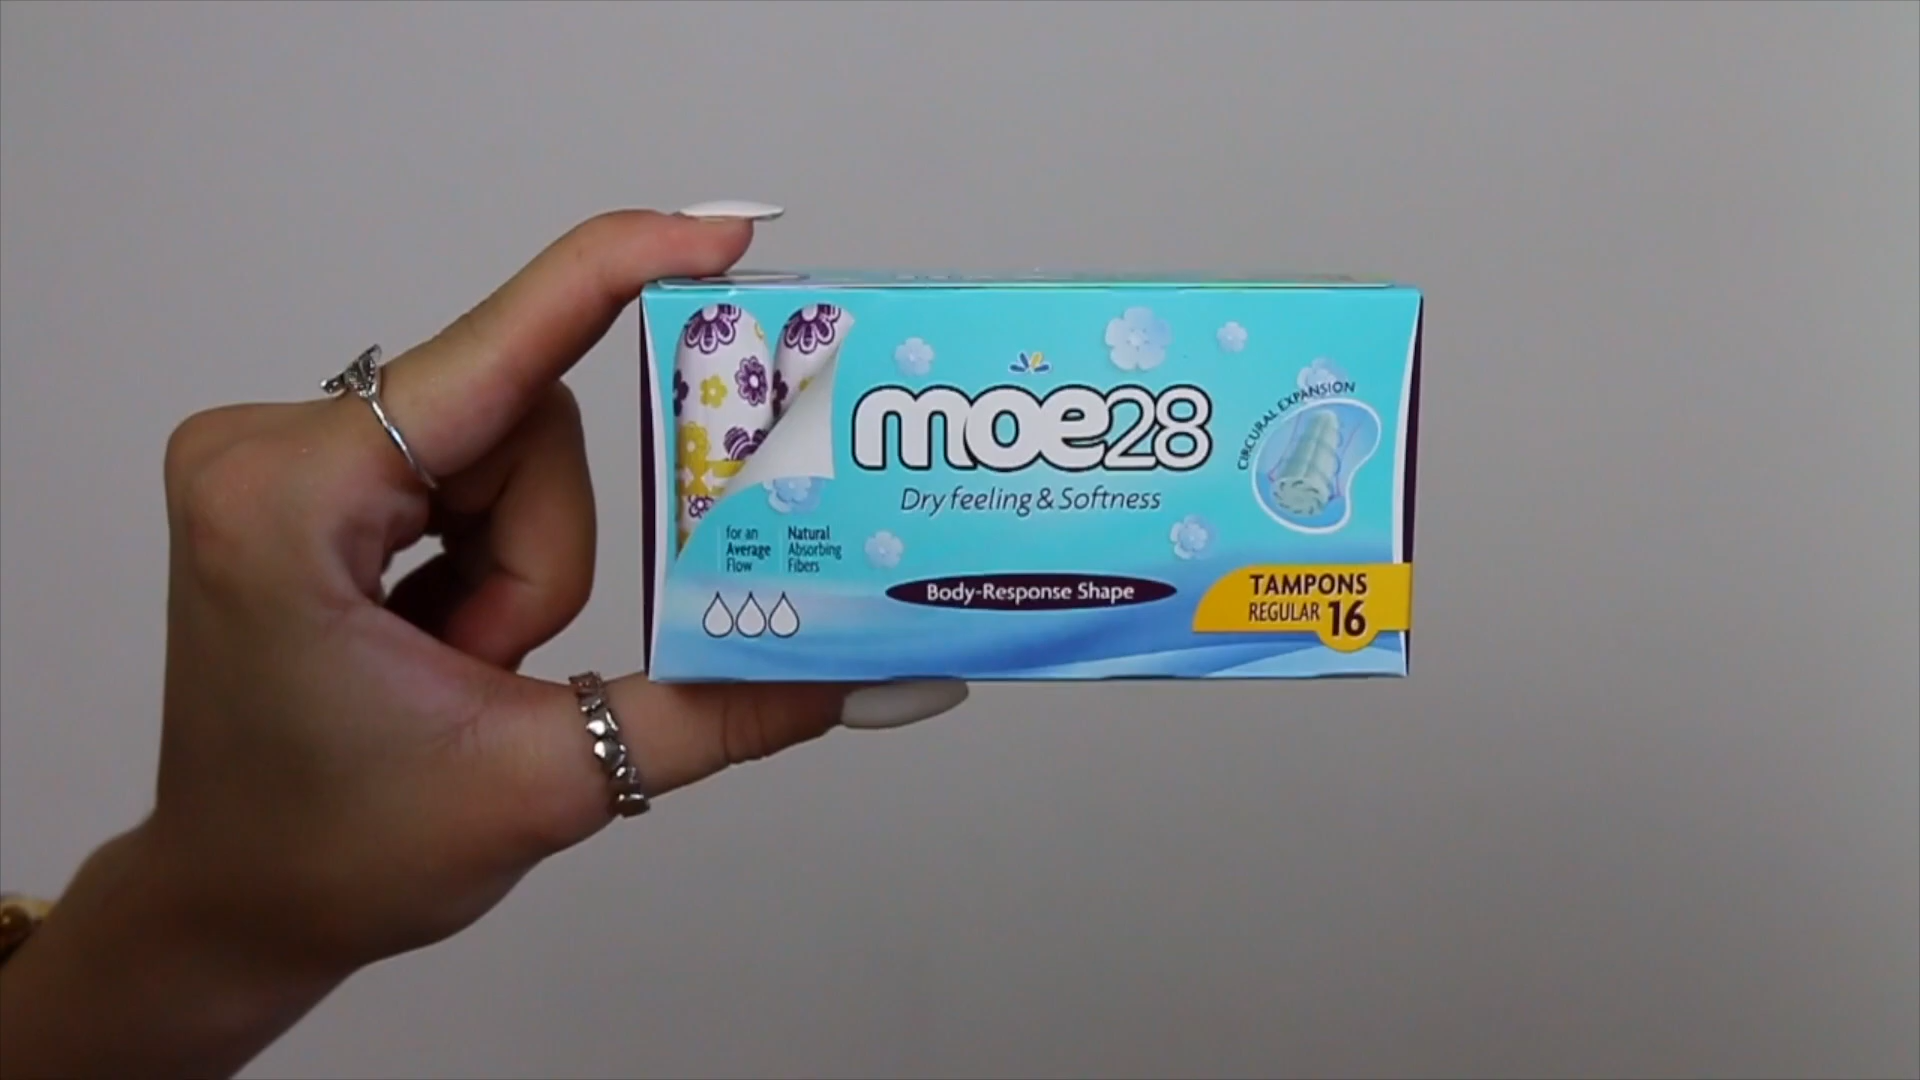 moe28
Dry feeling & Softness
CIRCURAL EXPANSION
for an
Average
Flow
Natural
Absorbing
Fibers
Body-Response Shape
TAMPONS
REGULAR 16